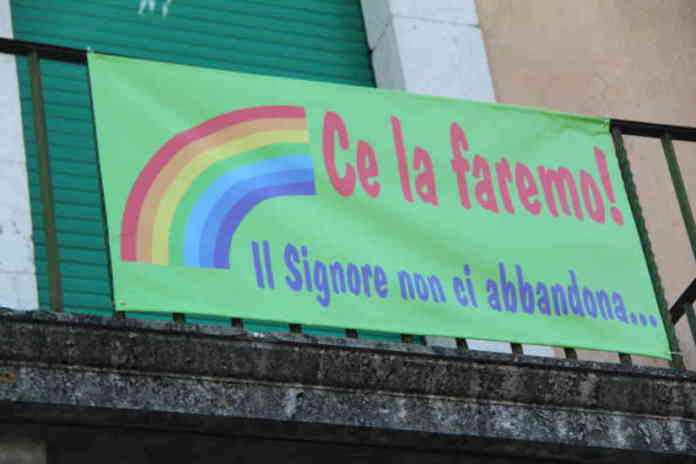 Ce la faremo!
Il Signore non ci abbandona...